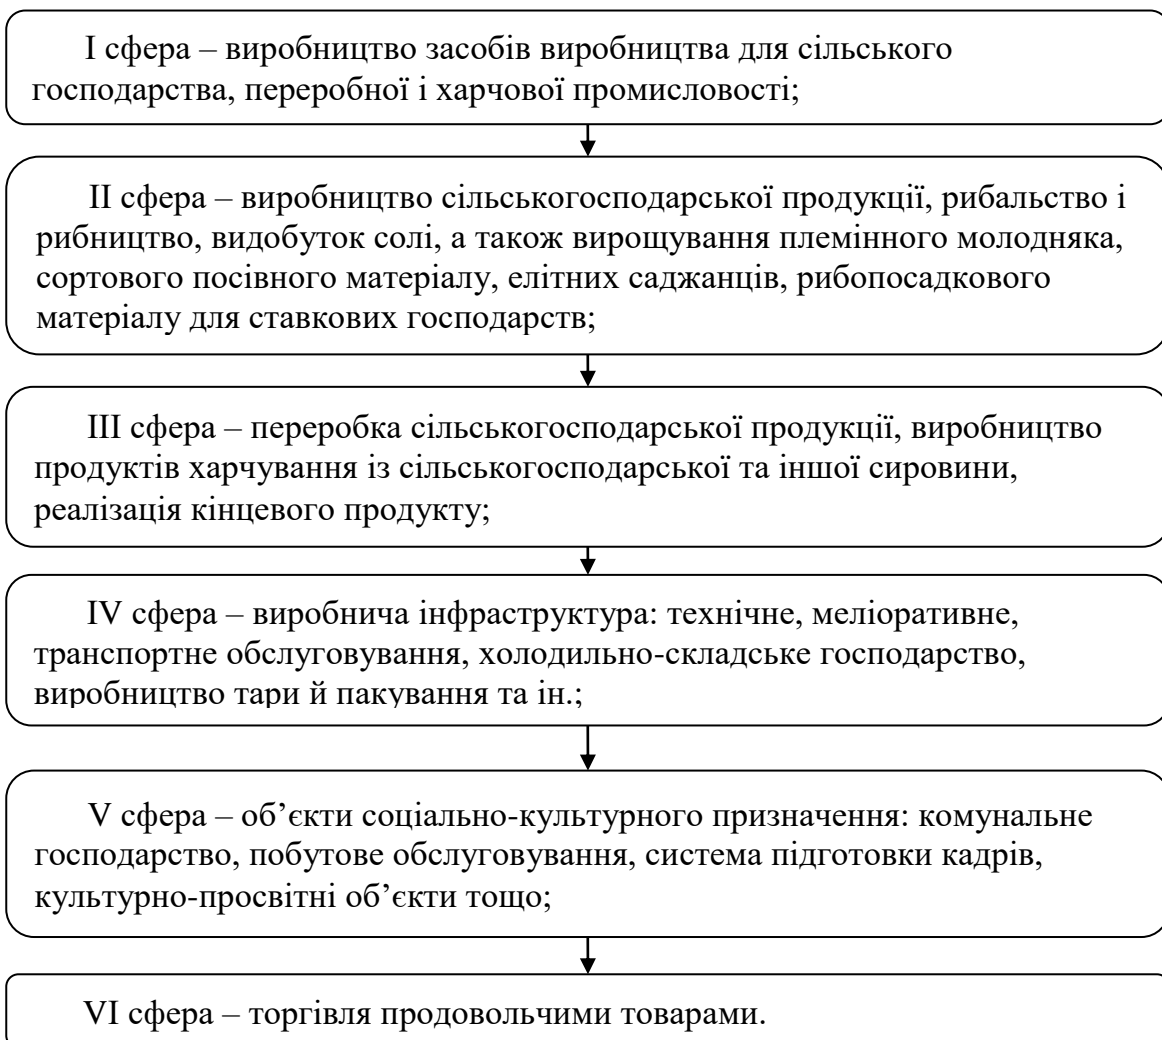 І сфера – виробництво засобів виробництва для сільського
господарства, переробної і харчової промисловості;
ІІ сфера – виробництво сільськогосподарської продукції, рибальство і
рибництво, видобуток солі, а також вирощування племінного молодняка,
сортового посівного матеріалу, елітних саджанців, рибопосадкового
матеріалу для ставкових господарств;
ІІІ сфера – переробка сільськогосподарської продукції, виробництво
продуктів харчування із сільськогосподарської та іншої сировини,
реалізація кінцевого продукту;
IV сфера – виробнича інфраструктура: технічне, меліоративне,
транспортне обслуговування, холодильно-складське господарство,
виробництво тари й пакування та ін.;
V сфера – об’єкти соціально-культурного призначення: комунальне
господарство, побутове обслуговування, система підготовки кадрів,
культурно-просвітні об’єкти тощо;
VI сфера – торгівля продовольчими товарами.